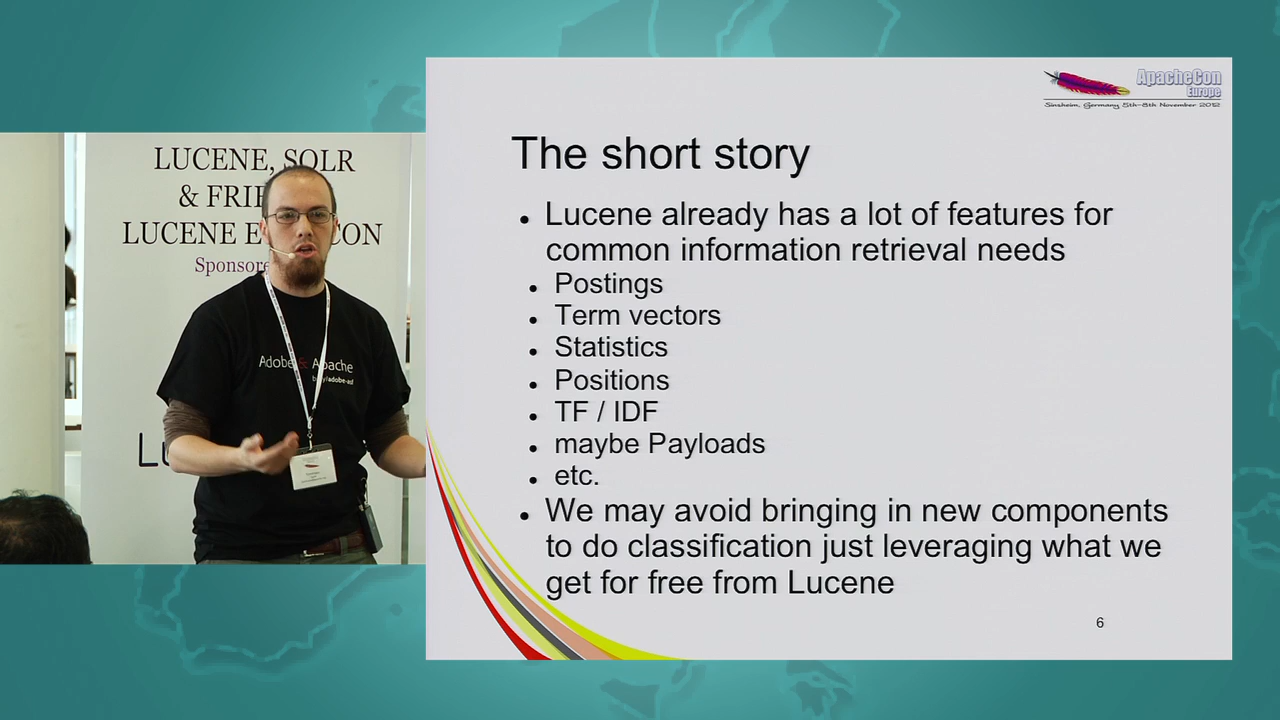 LUCENE, SOLR
& FRIE
LUCENE E CON
Sponsore
Adobe & Apache
Lu
ApacheCon
Europe
Sinsheim, Germany 5th-8th November 2012
The short story
• Lucene already has a lot of features for
common information retrieval needs
• Postings
• Term vectors
• Statistics
• Positions
• TF / IDF
• maybe Payloads
• etc.
• We may avoid bringing in new components
to do classification just leveraging what we
get for free from Lucene
6